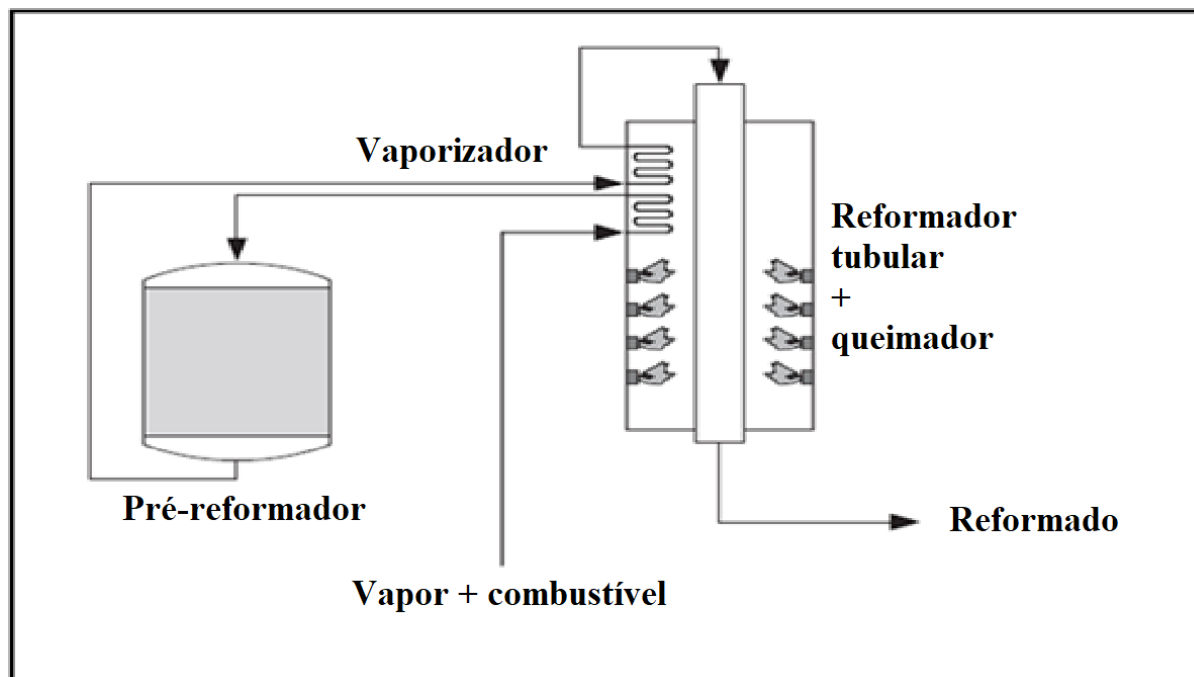 Vaporizador
Reformador
tubular
+
queimador
Pré-reformador
Reformado
Vapor + combustível